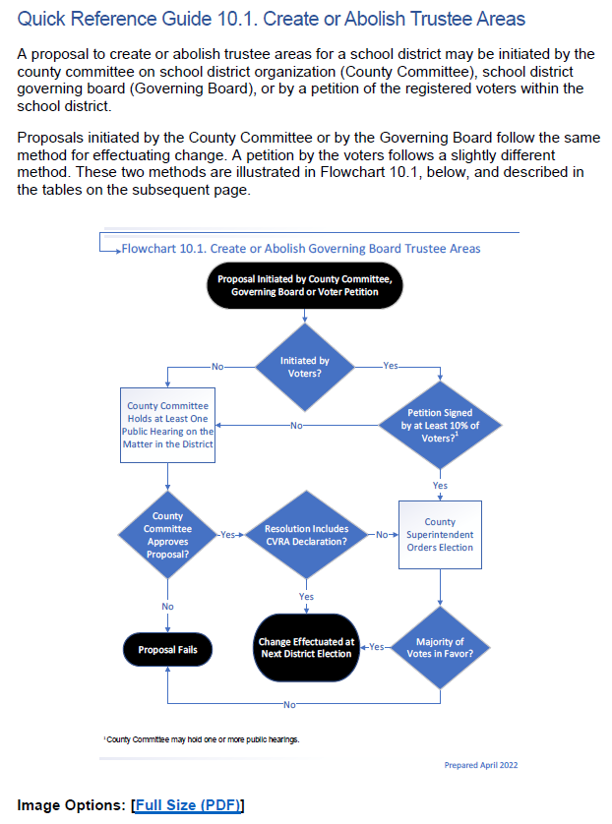 Quick Reference Guide 10.1. Create or Abolish Trustee Areas
A proposal to create or abolish trustee areas for a school district may be initiated by the
county committee on school district organization (County Committee), school district
governing board (Governing Board), or by a petition of the registered voters within the
school district.
Proposals initiated by the County Committee or by the Governing Board follow the same
method for effectuating change. A petition by the voters follows a slightly different
method. These two methods are illustrated in Flowchart 10.1, below, and described in
the tables on the subsequent page.
Flowchart 10.1. Create or Abolish Governing Board Trustee Areas
Proposal Initiated by County Committee,
Governing Board or Voter Petition
Initiated by
Voters?
No
Yes
County Committee
Holds at Least One
Public Hearing on the
Matter in the District
No
Petition Signed
by at Least 10% of
Voters?¹
Yes
County
Committee
Approves
Proposal?
Yes
Resolution Includes
CVRA Declaration?
No
County
Superintendent
Orders Election
No
Yes
Proposal Fails
Change Effectuated at
Next District Election
Yes
Majority of
Votes in Favor?
No
¹County Committee may hold one or more public hearings.
Prepared April 2022
Image Options: [Full Size (PDF)]